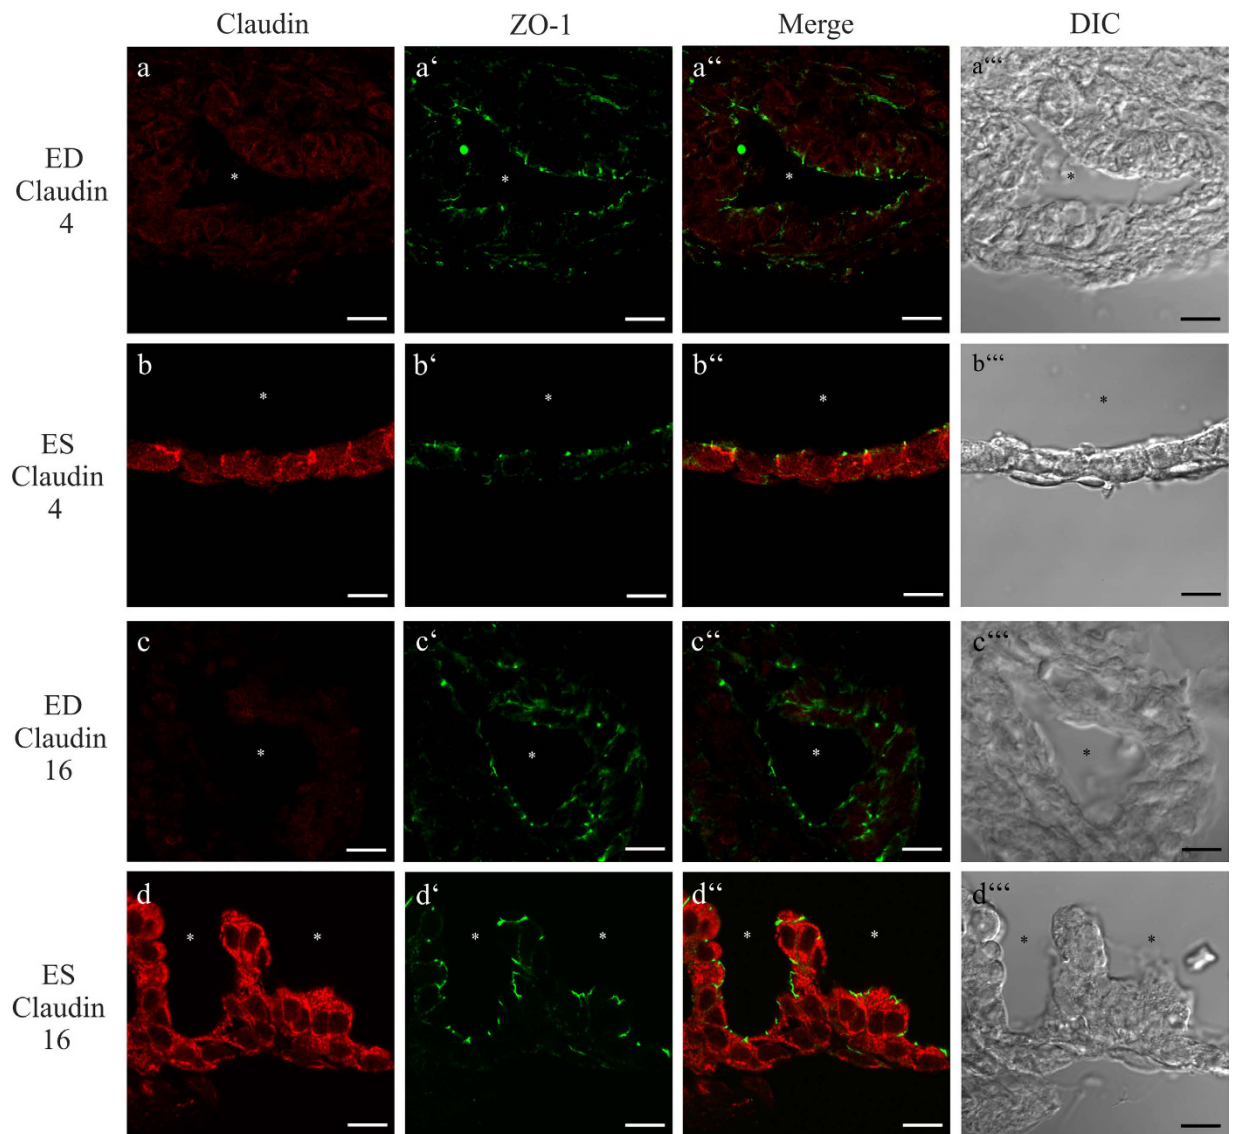 Claudin ZO-1 Merge DIC
ED
Claudin
4
a a‘ a‘‘ a‘‘‘
* * * *
ES
Claudin
4
b b‘ b‘‘ b‘‘‘
* * * *
ED
Claudin
16
c c‘ c‘‘ c‘‘‘
* * * *
ES
Claudin
16
d d‘ d‘‘ d‘‘‘
* * * * * * * *